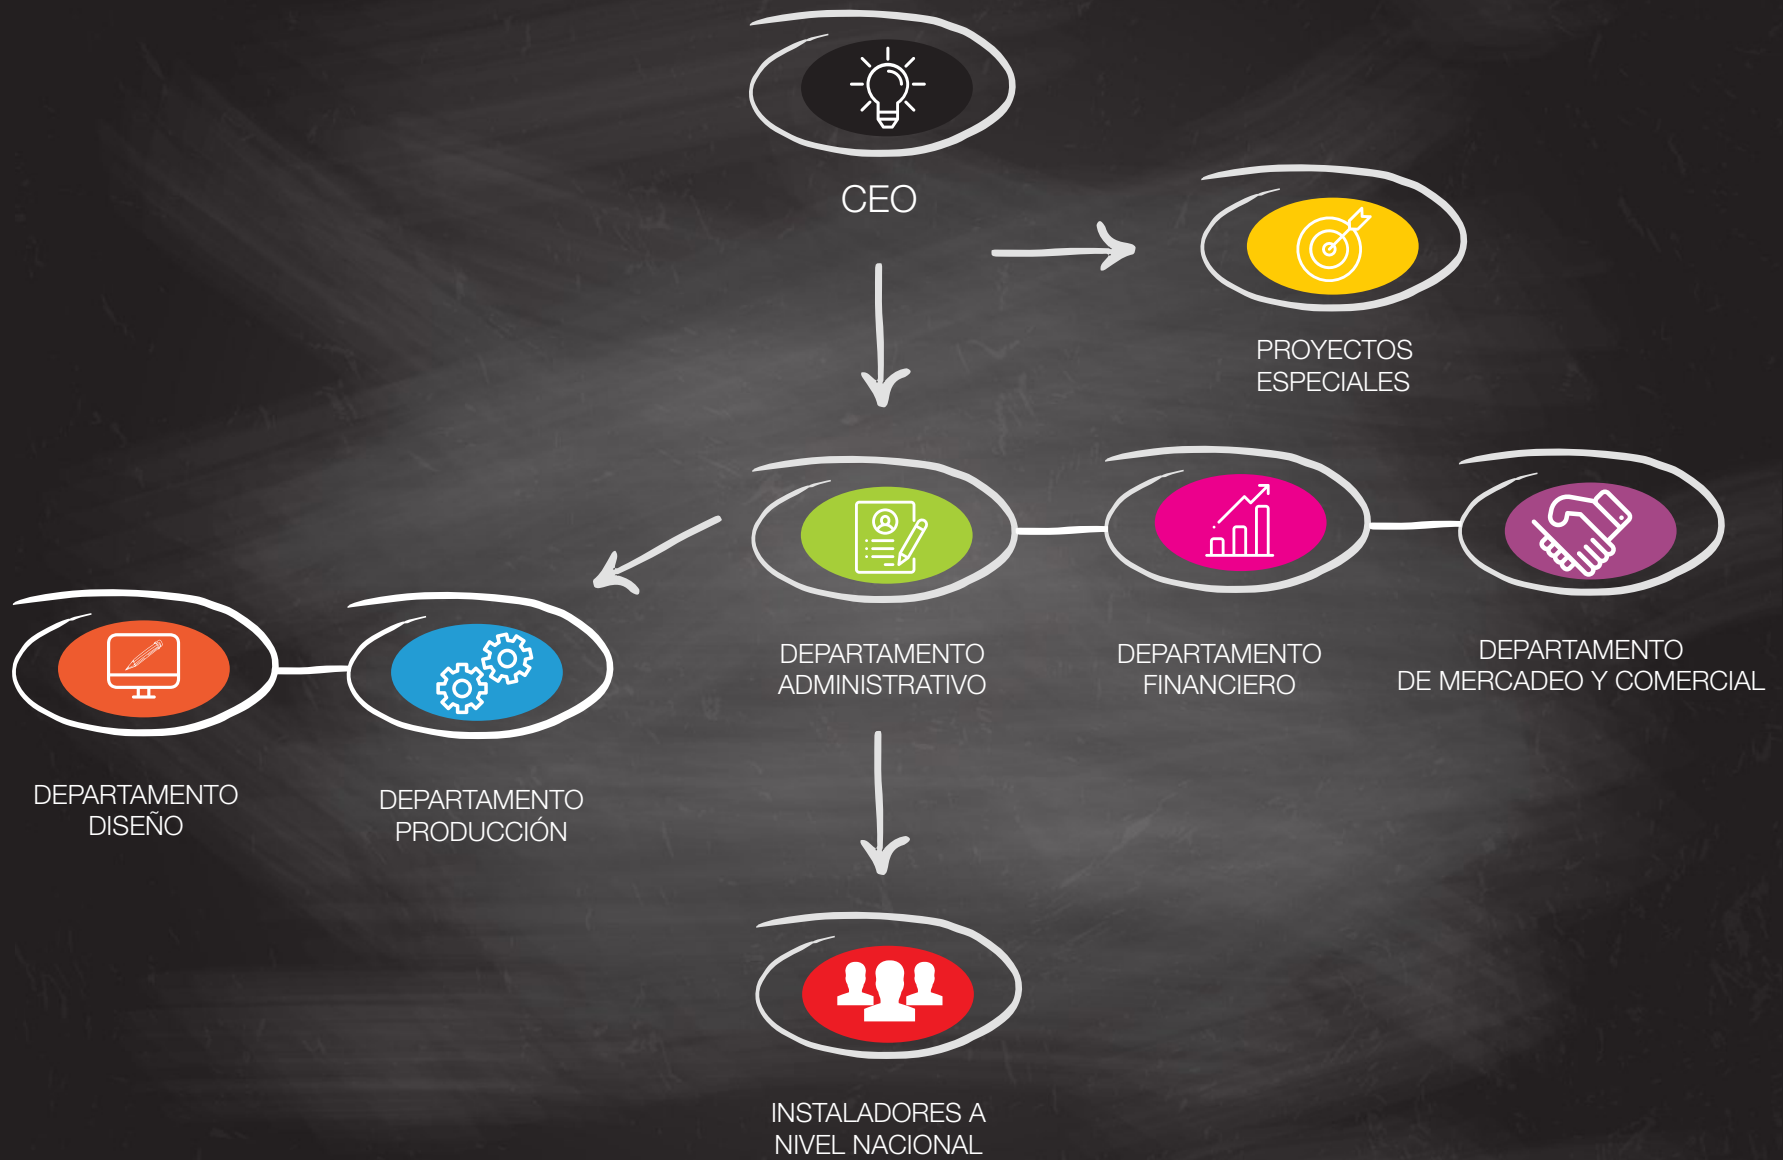 CEO
PROYECTOS
ESPECIALES
DEPARTAMENTO
ADMINISTRATIVO
DEPARTAMENTO
FINANCIERO
DEPARTAMENTO
DE MERCADEO Y COMERCIAL
DEPARTAMENTO
DISEÑO
DEPARTAMENTO
PRODUCCIÓN
INSTALADORES A
NIVEL NACIONAL